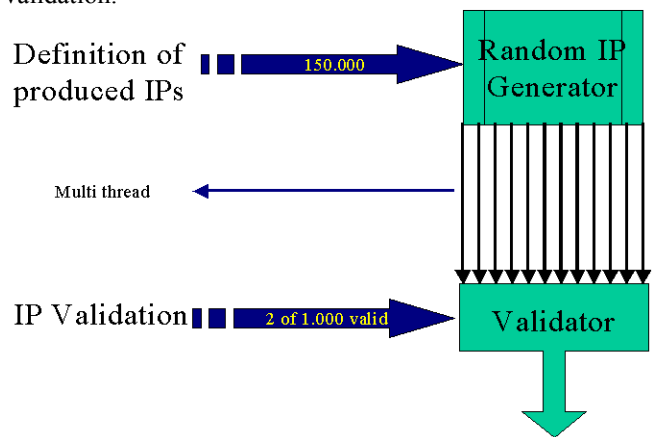 validation.
Definition of
produced IPs
150.000
Random IP
Generator
Multi thread
IP Validation
2 of 1.000 valid
Validator